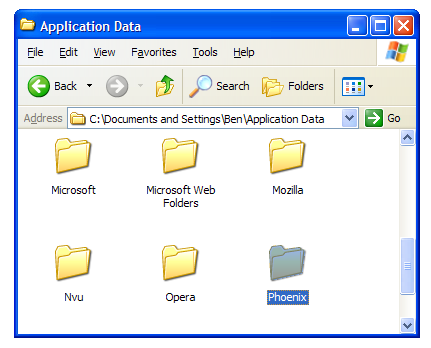 Application Data
File Edit View Favorites Tools Help
Back Search Folders
Address C:\Documents and Settings\Ben\Application Data Go
Microsoft Microsoft Web Mozilla
Folders
Nvu Opera Phoenix